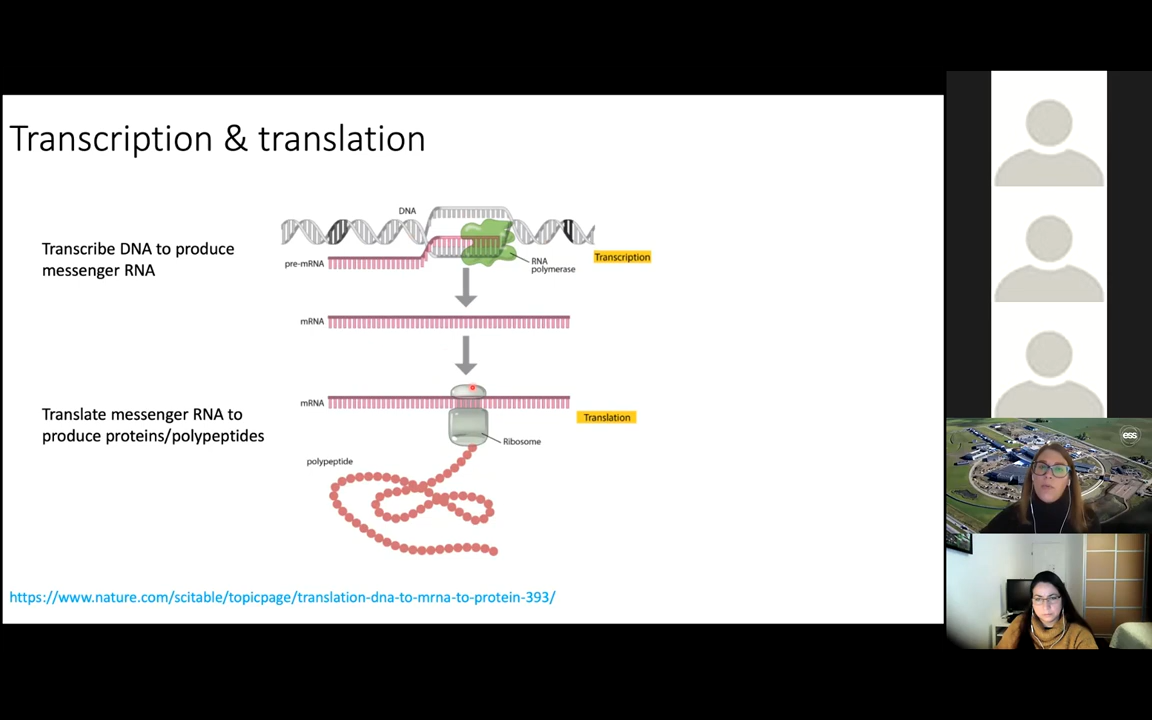 Transcription & translation
DNA
Transcribe DNA to produce
messenger RNA
pre-mRNA
RNA
polymerase
Transcription
mRNA
mRNA
Translate messenger RNA to
produce proteins/polypeptides
Translation
Ribosome
polypeptide
https://www.nature.com/scitable/topicpage/translation-dna-to-mrna-to-protein-393/
ess